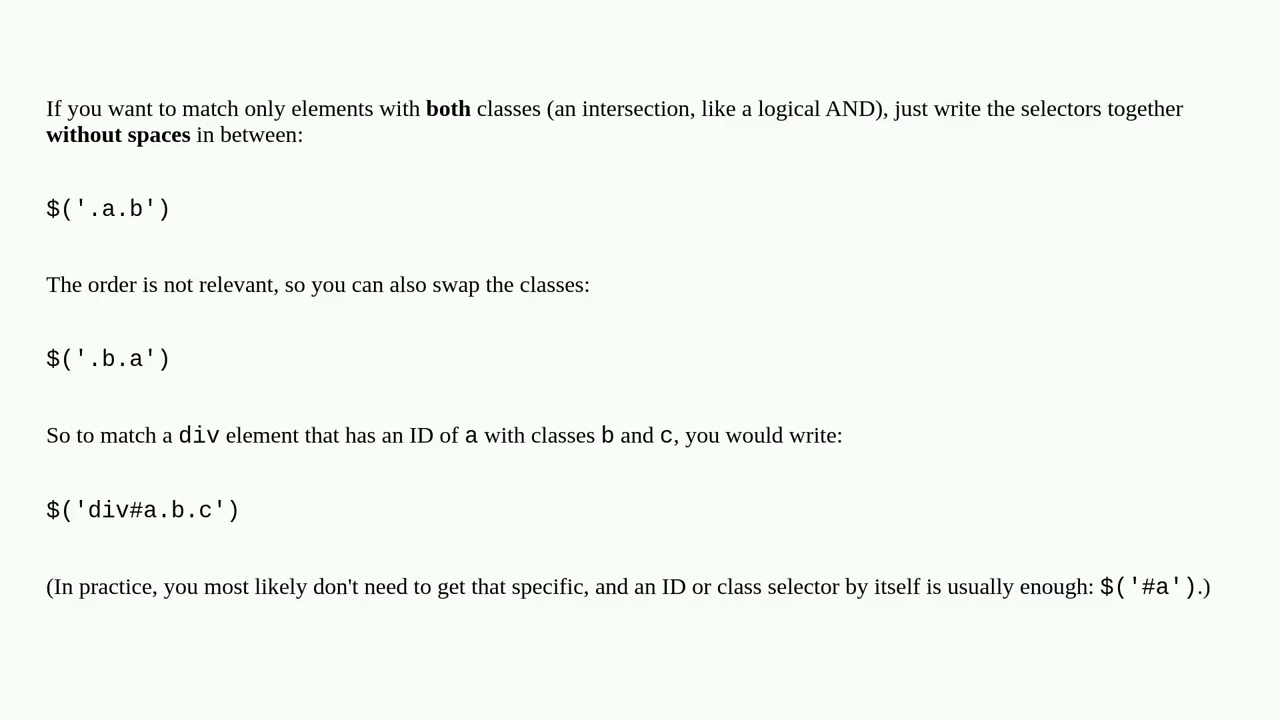 If you want to match only elements with both classes (an intersection, like a logical AND), just write the selectors together
without spaces in between:
$('.a.b')
The order is not relevant, so you can also swap the classes:
$('.b.a')
So to match a div element that has an ID of a with classes b and c, you would write:
$('div#a.b.c')
(In practice, you most likely don't need to get that specific, and an ID or class selector by itself is usually enough: $('#a').)